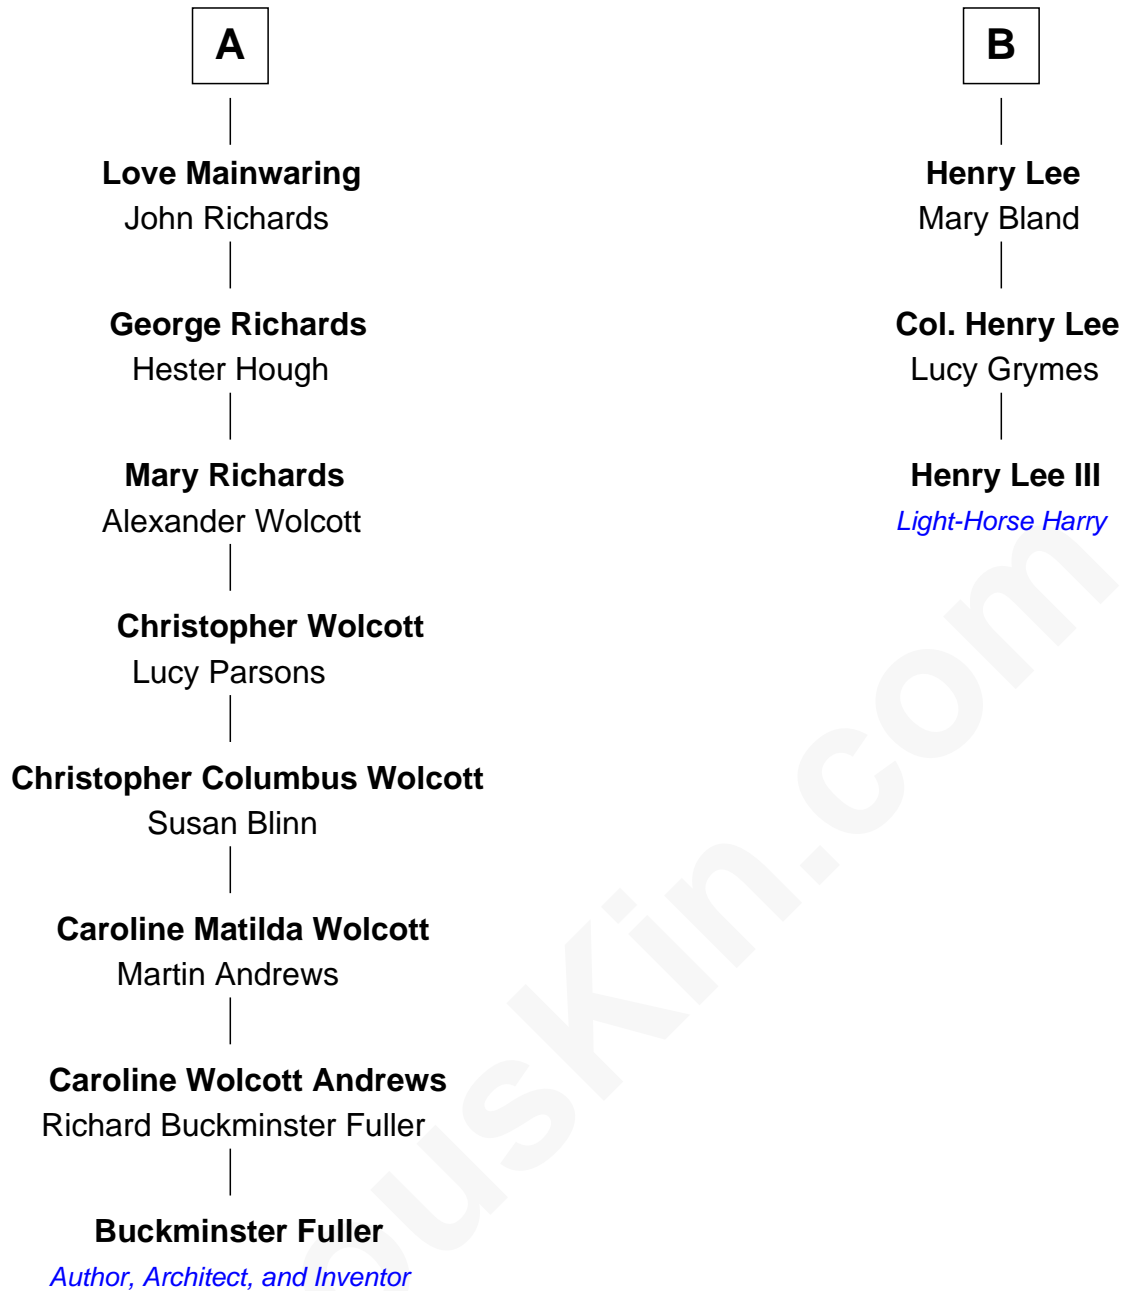 A
Love Mainwaring
John Richards
George Richards
Hester Hough
Mary Richards
Alexander Wolcott
Christopher Wolcott
Lucy Parsons
Christopher Columbus Wolcott
Susan Blinn
Caroline Matilda Wolcott
Martin Andrews
Caroline Wolcott Andrews
Richard Buckminster Fuller
Buckminster Fuller
Author, Architect, and Inventor
B
Henry Lee
Mary Bland
Col. Henry Lee
Lucy Grymes
Henry Lee III
Light-Horse Harry
ousKin.com